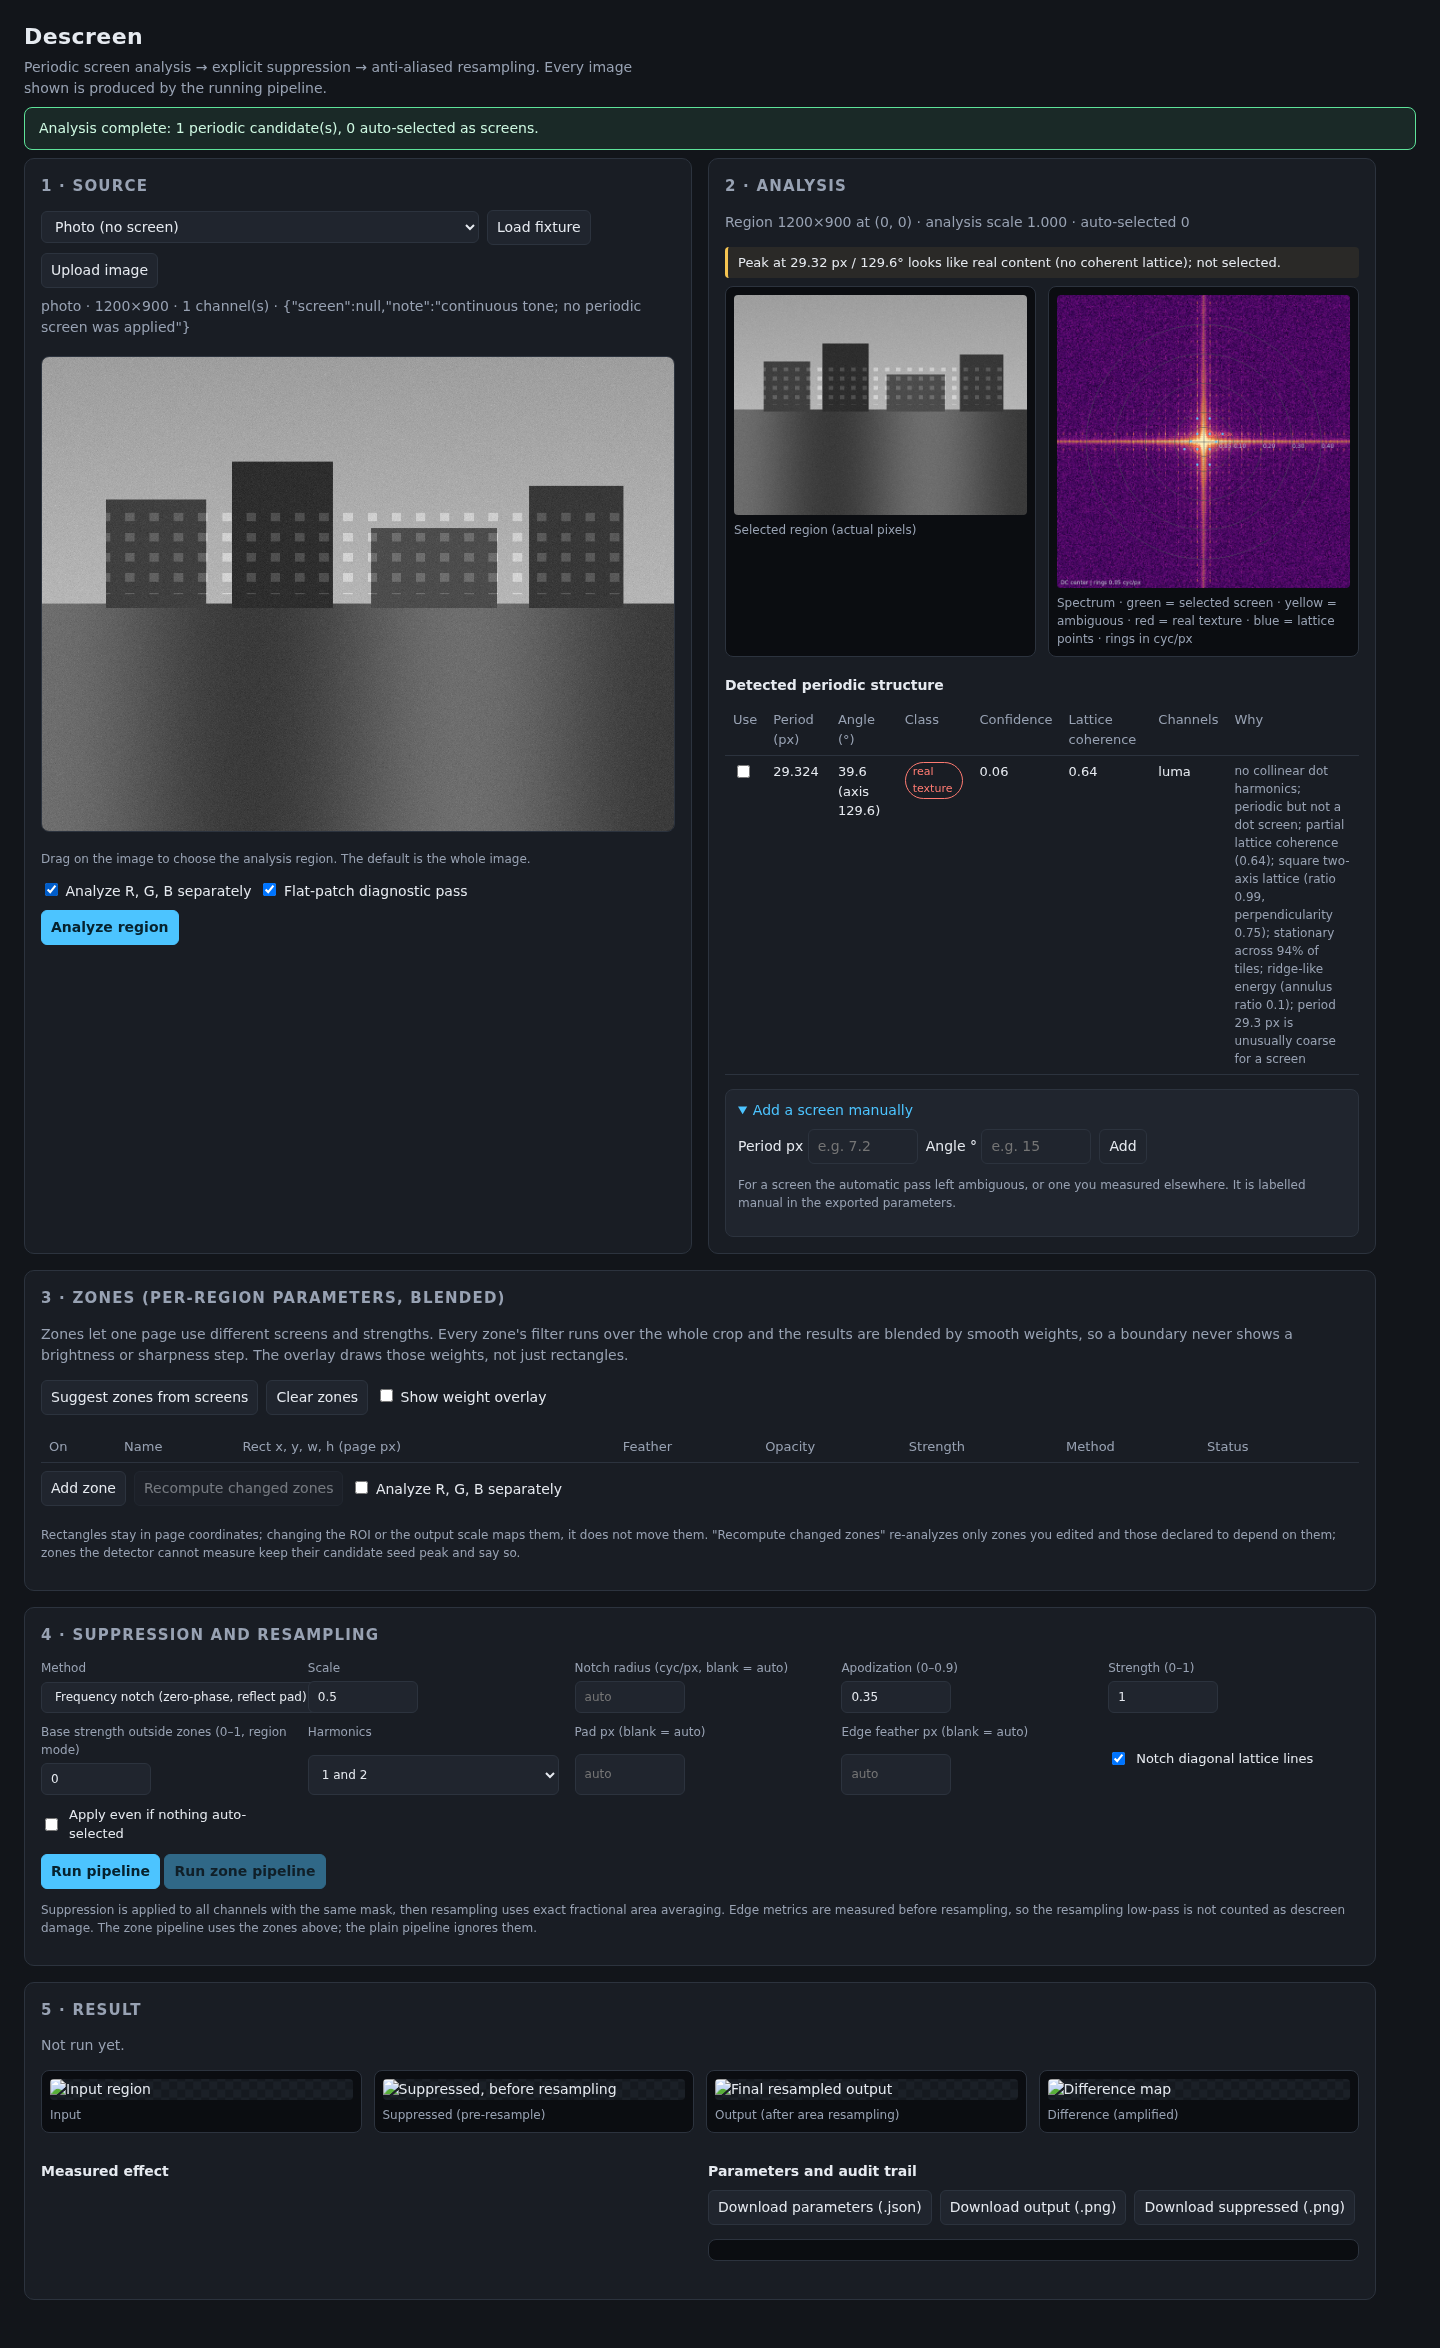 Descreen
Periodic screen analysis → explicit suppression → anti-aliased resampling. Every image
shown is produced by the running pipeline.
Analysis complete: 1 periodic candidate(s), 0 auto-selected as screens.
1 · SOURCE
Photo (no screen)
Load fixture
Upload image
photo · 1200×900 · 1 channel(s) · {"screen":null,"note":"continuous tone; no periodic
screen was applied"}
Drag on the image to choose the analysis region. The default is the whole image.
Analyze R, G, B separately
Flat-patch diagnostic pass
Analyze region
2 · ANALYSIS
Region 1200×900 at (0, 0) · analysis scale 1.000 · auto-selected 0
Peak at 29.32 px / 129.6° looks like real content (no coherent lattice); not selected.
Selected region (actual pixels)
0.20
0.30
0.40
DC center | rings 0.05 cyc/px
Spectrum · green = selected screen · yellow =
ambiguous · red = real texture · blue = lattice
points · rings in cyc/px
Detected periodic structure
Use
Period
(px)
Angle
(°)
Class
Confidence
Lattice
coherence
Channels
Why
29.324
39.6
(axis
129.6)
real
texture
0.06
0.64
luma
no collinear dot
harmonics;
periodic but not a
dot screen; partial
lattice coherence
(0.64); square two-
axis lattice (ratio
0.99,
perpendicularity
0.75); stationary
across 94% of
tiles; ridge-like
energy (annulus
ratio 0.1); period
29.3 px is
unusually coarse
for a screen
▼ Add a screen manually
Period px
e.g. 7.2
Angle °
e.g. 15
Add
For a screen the automatic pass left ambiguous, or one you measured elsewhere. It is labelled
manual in the exported parameters.
3 · ZONES (PER-REGION PARAMETERS, BLENDED)
Zones let one page use different screens and strengths. Every zone's filter runs over the whole crop and the results are blended by smooth weights, so a boundary never shows a
brightness or sharpness step. The overlay draws those weights, not just rectangles.
Suggest zones from screens
Clear zones
Show weight overlay
On
Name
Rect x, y, w, h (page px)
Feather
Opacity
Strength
Method
Status
Add zone
Recompute changed zones
Analyze R, G, B separately
Rectangles stay in page coordinates; changing the ROI or the output scale maps them, it does not move them. "Recompute changed zones" re-analyzes only zones you edited and those declared to depend on them;
zones the detector cannot measure keep their candidate seed peak and say so.
4 · SUPPRESSION AND RESAMPLING
Method
Frequency notch (zero-phase, reflect pad)
Scale
0.5
Notch radius (cyc/px, blank = auto)
auto
Apodization (0–0.9)
0.35
Strength (0–1)
1
Base strength outside zones (0–1, region
mode)
0
Harmonics
1 and 2
Pad px (blank = auto)
auto
Edge feather px (blank = auto)
auto
Notch diagonal lattice lines
Apply even if nothing auto-
selected
Run pipeline
Run zone pipeline
Suppression is applied to all channels with the same mask, then resampling uses exact fractional area averaging. Edge metrics are measured before resampling, so the resampling low-pass is not counted as descreen
damage. The zone pipeline uses the zones above; the plain pipeline ignores them.
5 · RESULT
Not run yet.
Input region
Input
Suppressed, before resampling
Suppressed (pre-resample)
Final resampled output
Output (after area resampling)
Difference map
Difference (amplified)
Measured effect
Parameters and audit trail
Download parameters (.json)
Download output (.png)
Download suppressed (.png)